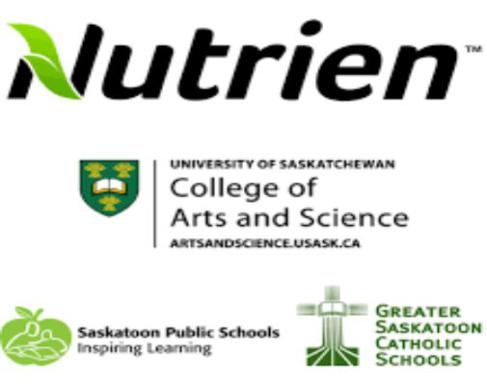 Nutrien™
UNIVERSITY OF SASKATCHEWAN
College of
Arts and Science
ARTSANDSCIENCE.USASK.CA
Saskatoon Public Schools
Inspiring Learning
GREATER
SASKATOON
CATHOLIC
SCHOOLS